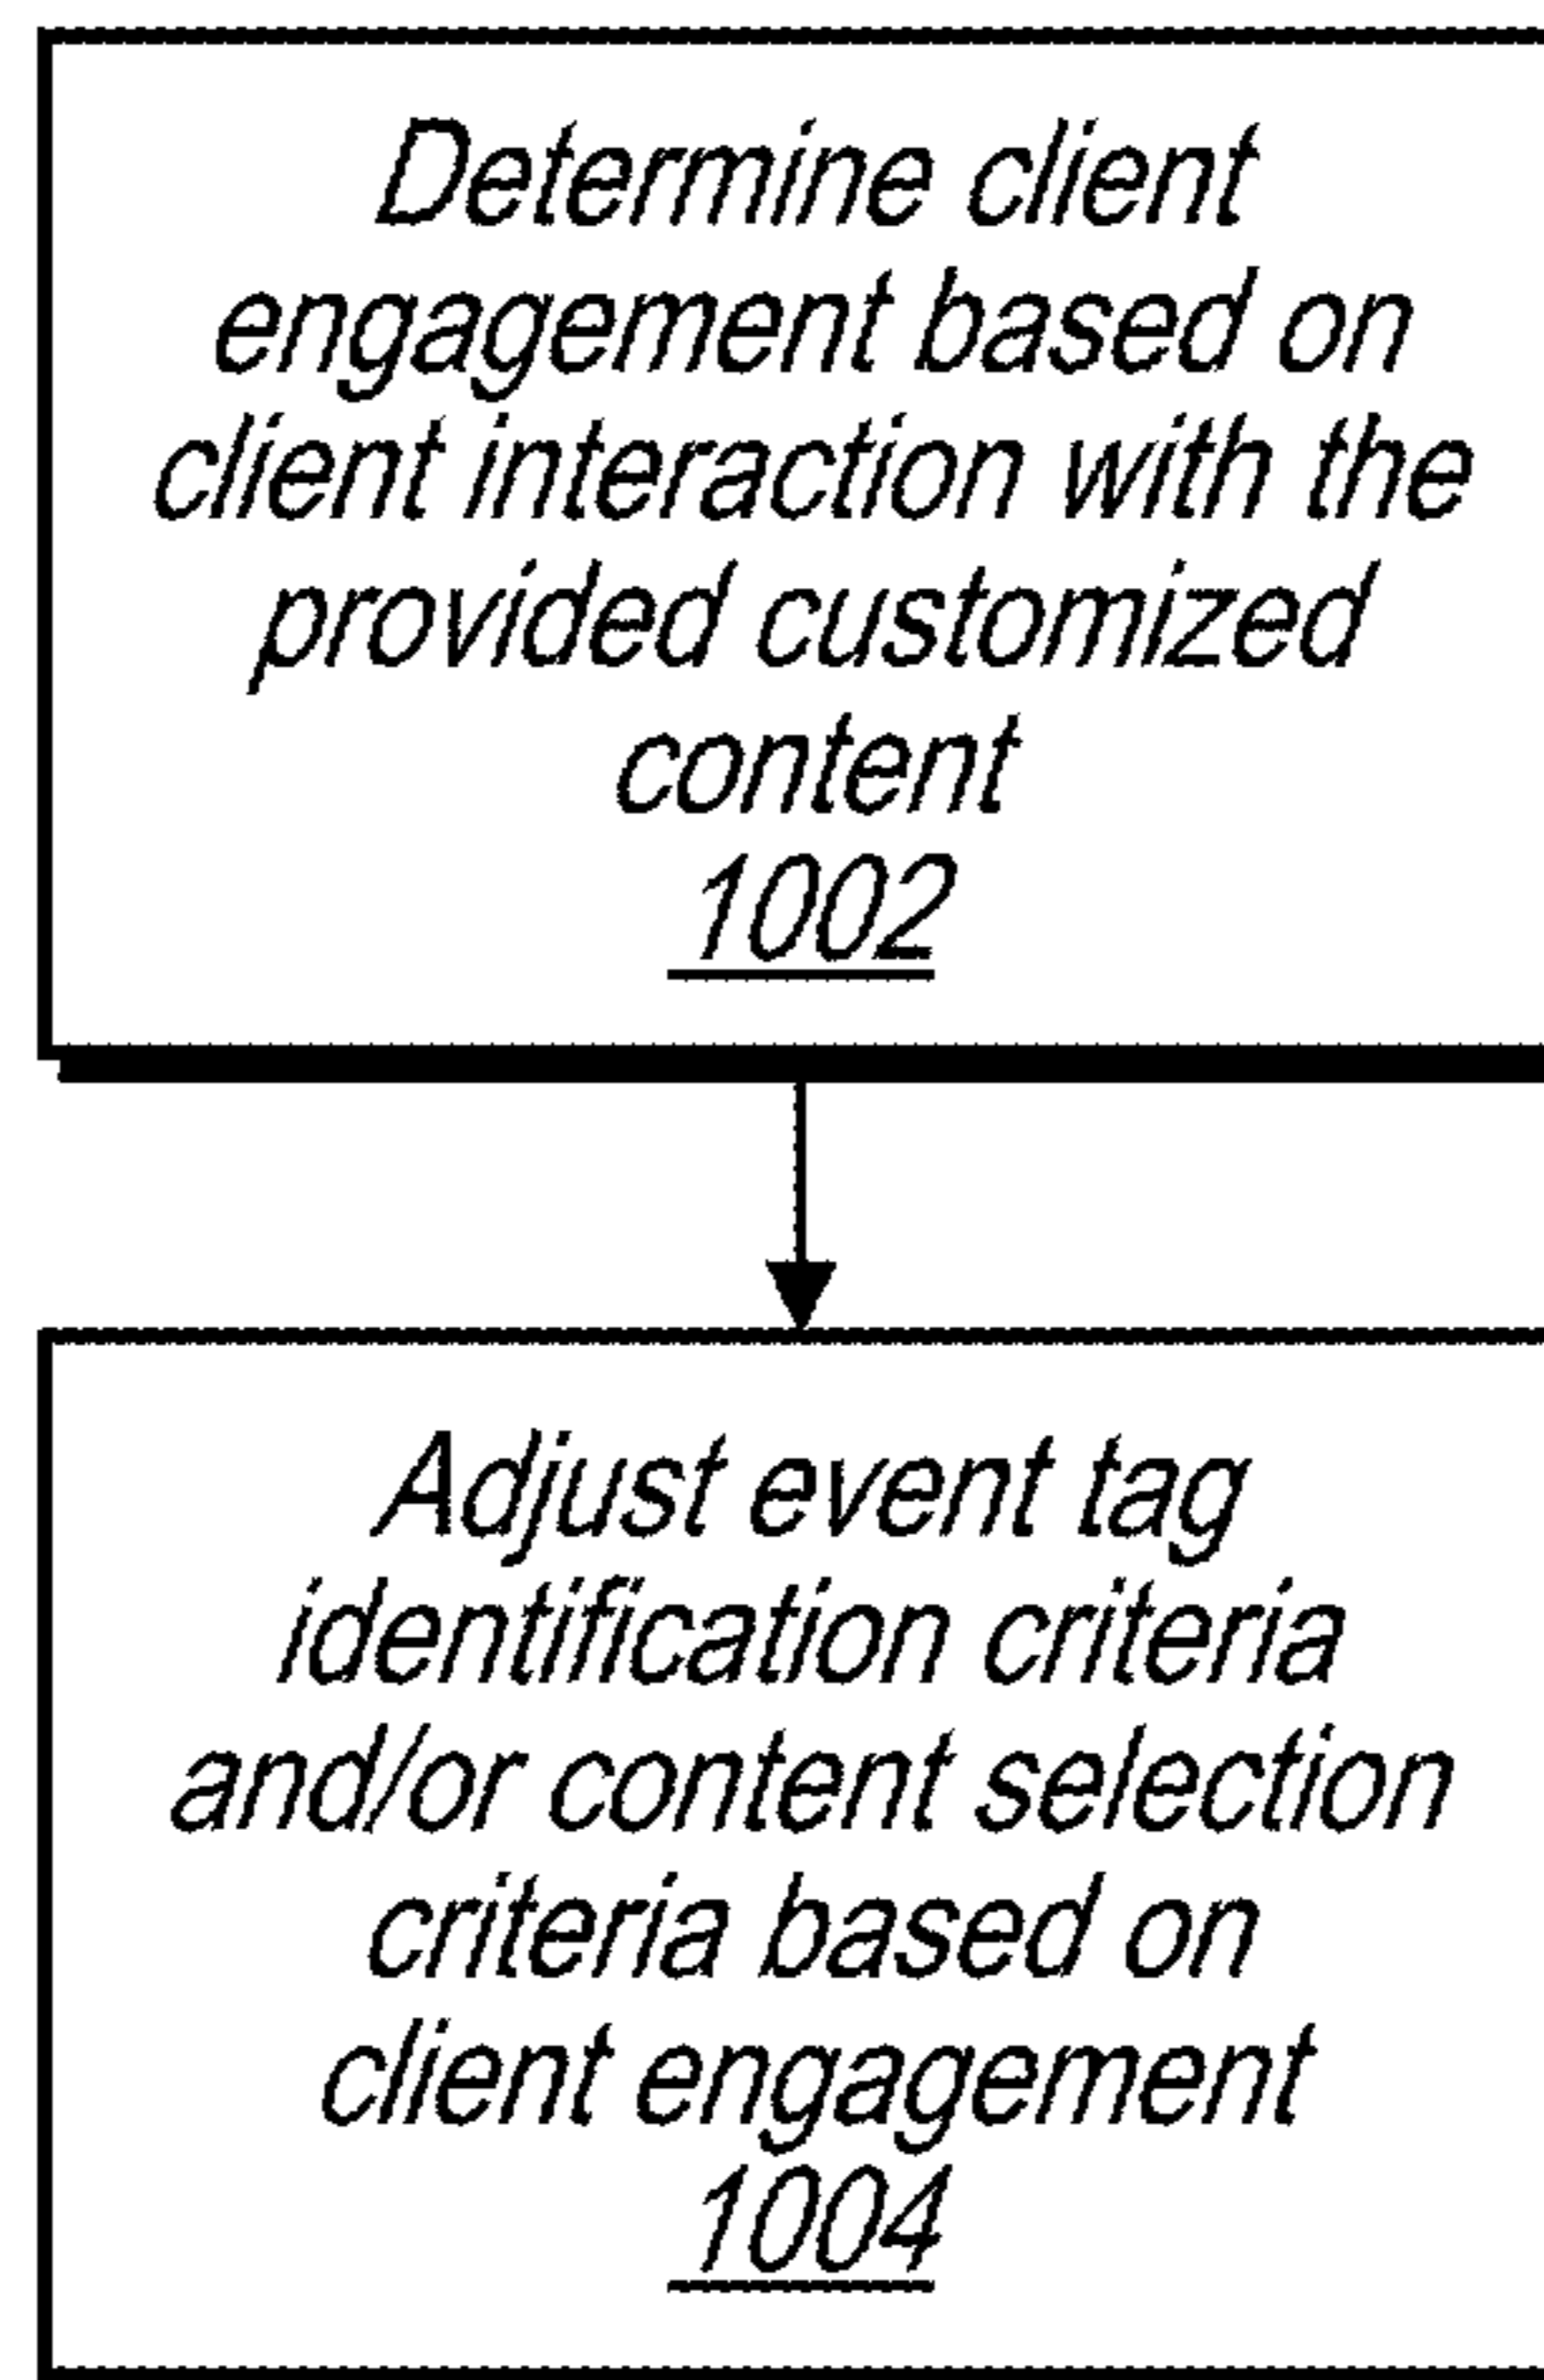 Determine client
engagement based on
client interaction with the
provided customized
content
1002
Adjust event tag
identification criteria
and/or content selection
criteria based on
client engagement
1004